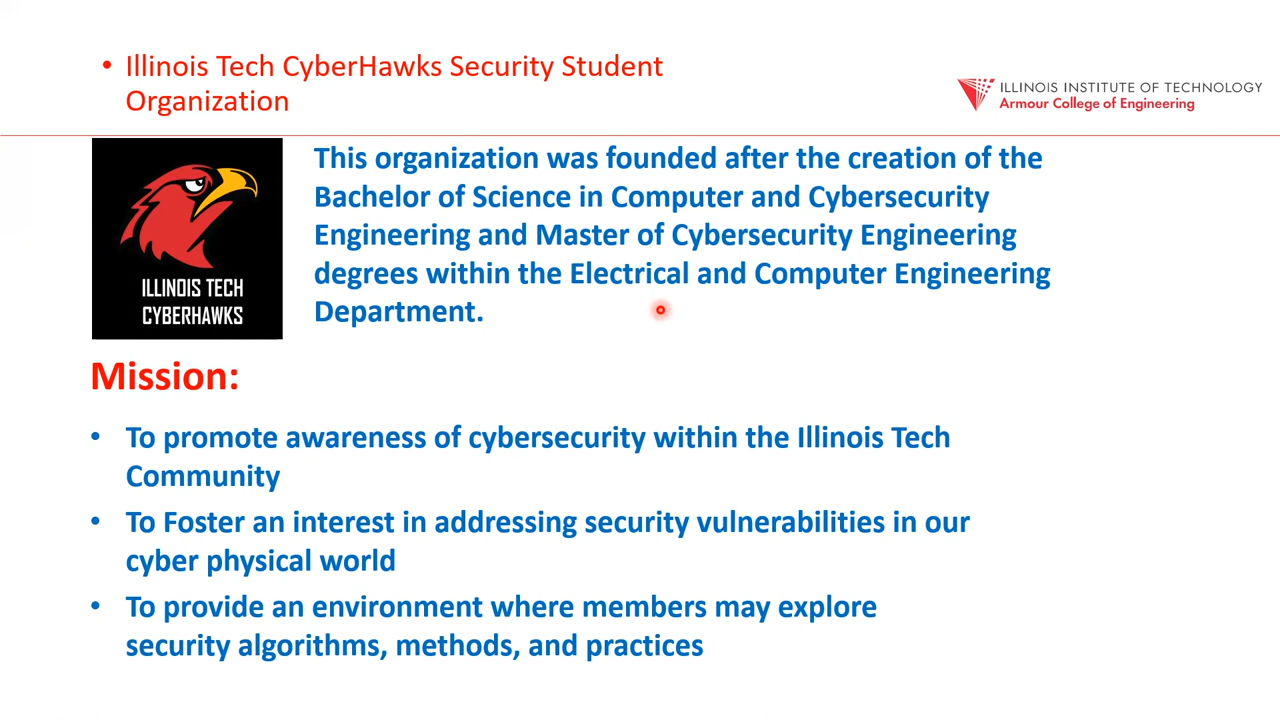 • Illinois Tech CyberHawks Security Student
Organization
ILLINOIS INSTITUTE OF TECHNOLOGY
Armour College of Engineering
ILLINOIS TECH
CYBERHAWKS
This organization was founded after the creation of the
Bachelor of Science in Computer and Cybersecurity
Engineering and Master of Cybersecurity Engineering
degrees within the Electrical and Computer Engineering
Department.
Mission:
• To promote awareness of cybersecurity within the Illinois Tech
Community
• To Foster an interest in addressing security vulnerabilities in our
cyber physical world
• To provide an environment where members may explore
security algorithms, methods, and practices